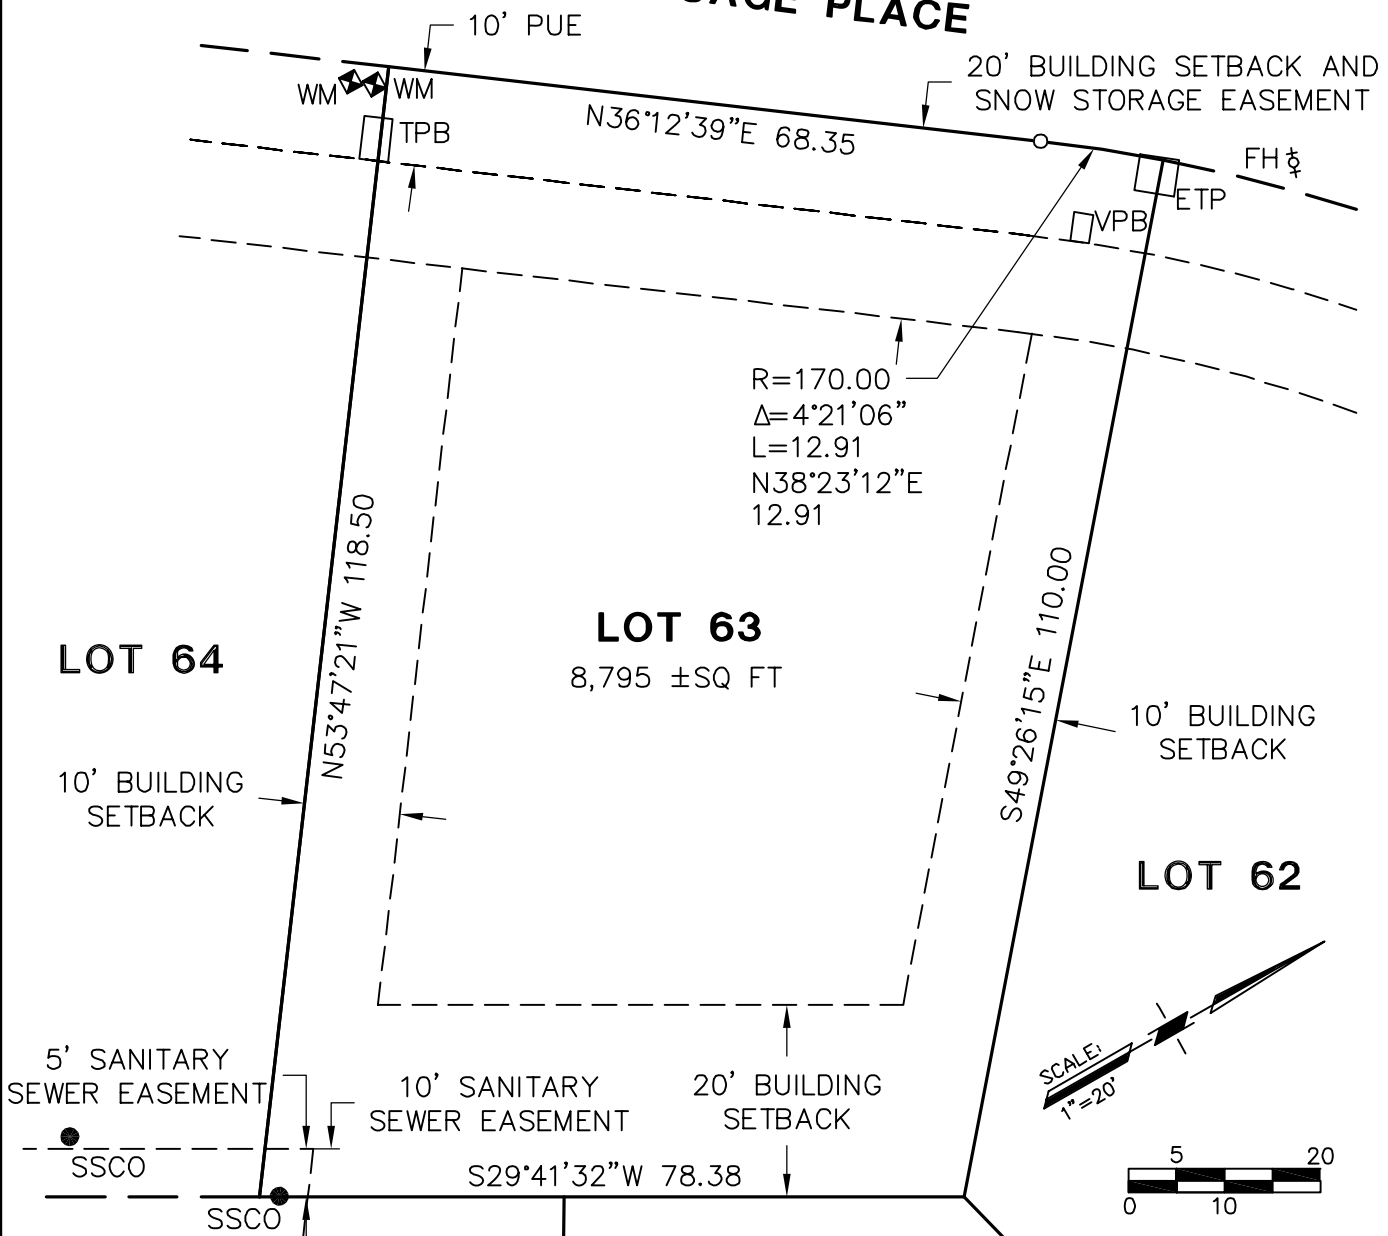 PLACE
10' PUE
20' BUILDING SETBACK AND
SNOW STORAGE EASEMENT
WM
WM
TPB
N36°12'39"E 68.35
FH
ETP
VPB
R=170.00
Δ=4°21'06"
L=12.91
N38°23'12"E
12.91
N53°47'21"W 118.50
S49°26'15"E 110.00
LOT 63
8,795 ±SQ FT
LOT 64
10' BUILDING
SETBACK
10' BUILDING
SETBACK
LOT 62
5' SANITARY
SEWER EASEMENT
10' SANITARY
SEWER EASEMENT
20' BUILDING
SETBACK
SSCO
S29°41'32"W 78.38
SSCO
SCALE:
1"=20'
5 20
0 10